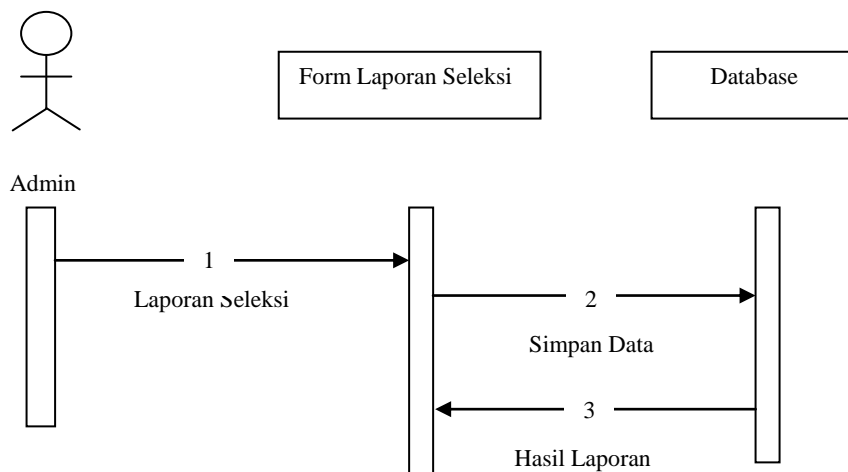 Form Laporan Seleksi
Database
Admin
1
Laporan Seleksi
2
Simpan Data
3
Hasil Laporan